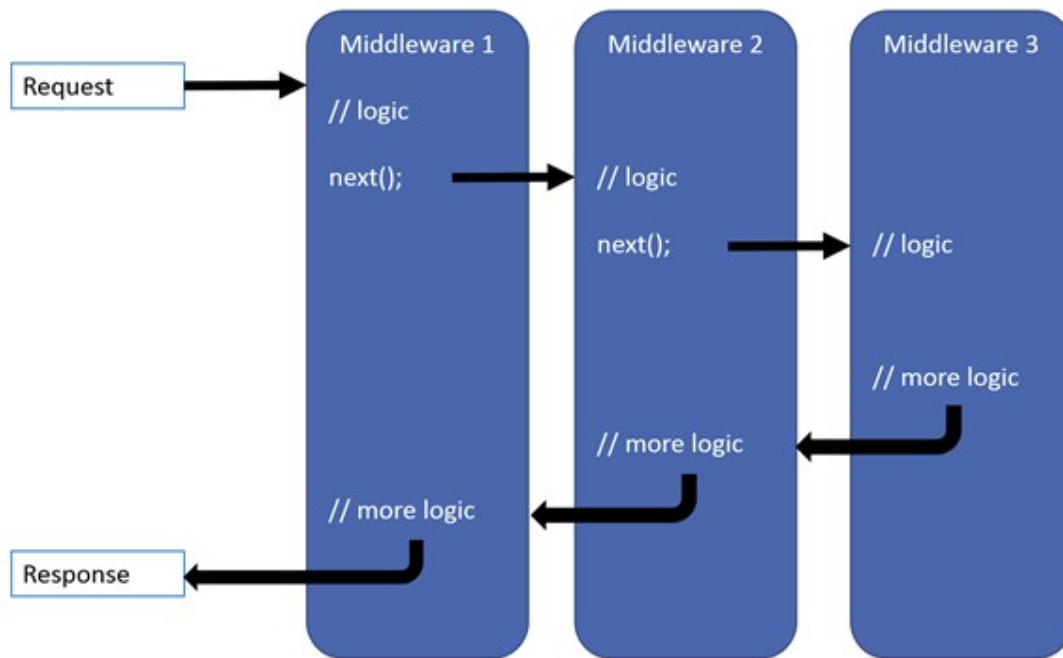 Middleware 1
Middleware 2
Middleware 3
Request
// logic
next();
// logic
next();
// logic
// more logic
// more logic
// more logic
Response